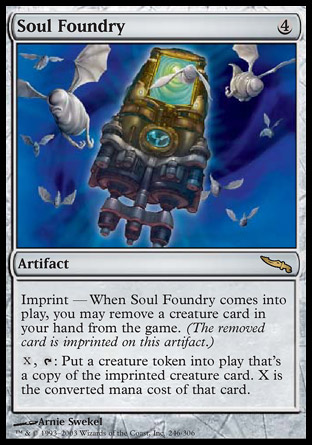 Soul Foundry 4
Artifact
Imprint — When Soul Foundry comes into
play, you may remove a creature card in
your hand from the game. (The removed
card is imprinted on this artifact.)
X, : Put a creature token into play that's
a copy of the imprinted creature card. X is
the converted mana cost of that card.
Arnie Swekel
™ & © 1993–2003 Wizards of the Coast, Inc. 246/306